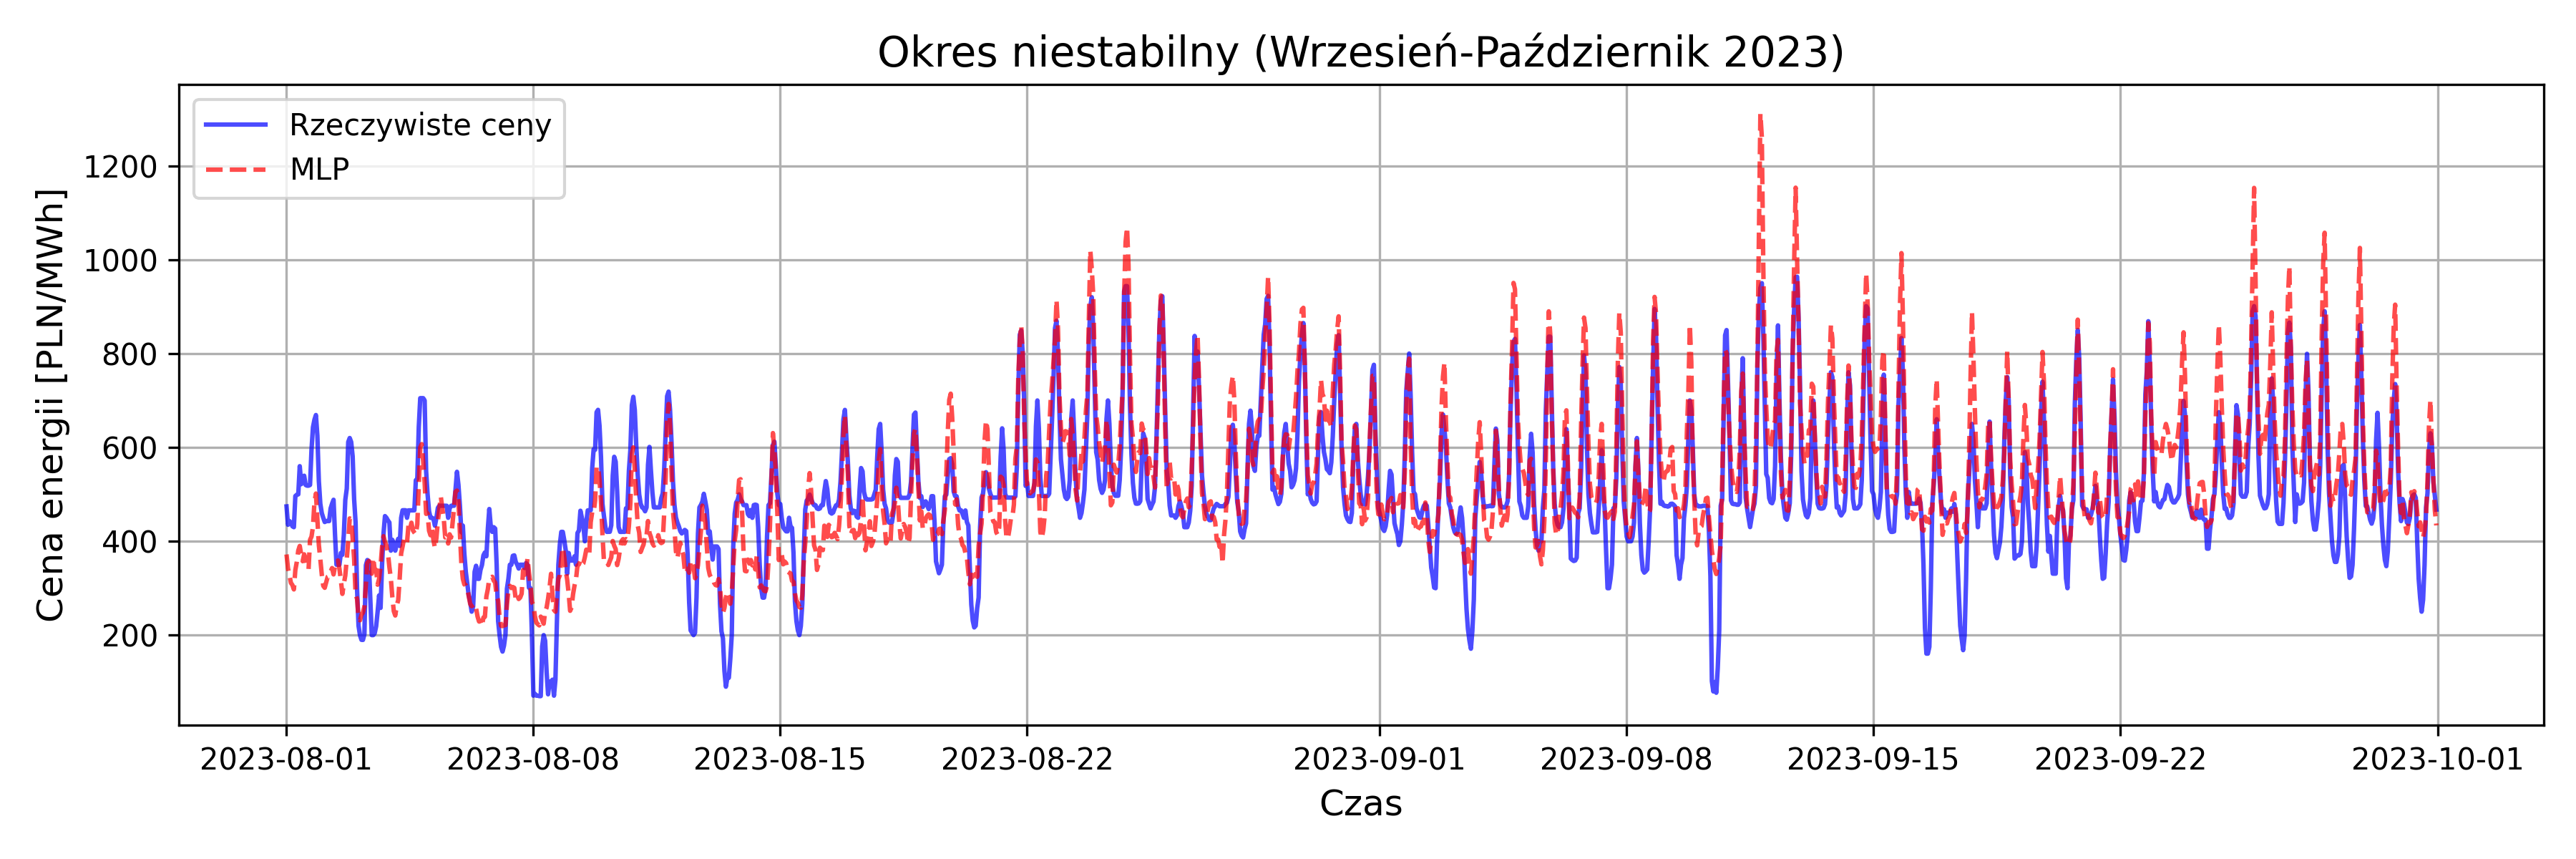 Okres niestabilny (Wrzesień-Październik 2023)
Rzeczywiste ceny
MLP
Cena energii [PLN/MWh]
1200
1000
800
600
400
200
2023-08-01 2023-08-08 2023-08-15 2023-08-22 2023-09-01 2023-09-08 2023-09-15 2023-09-22 2023-10-01
Czas